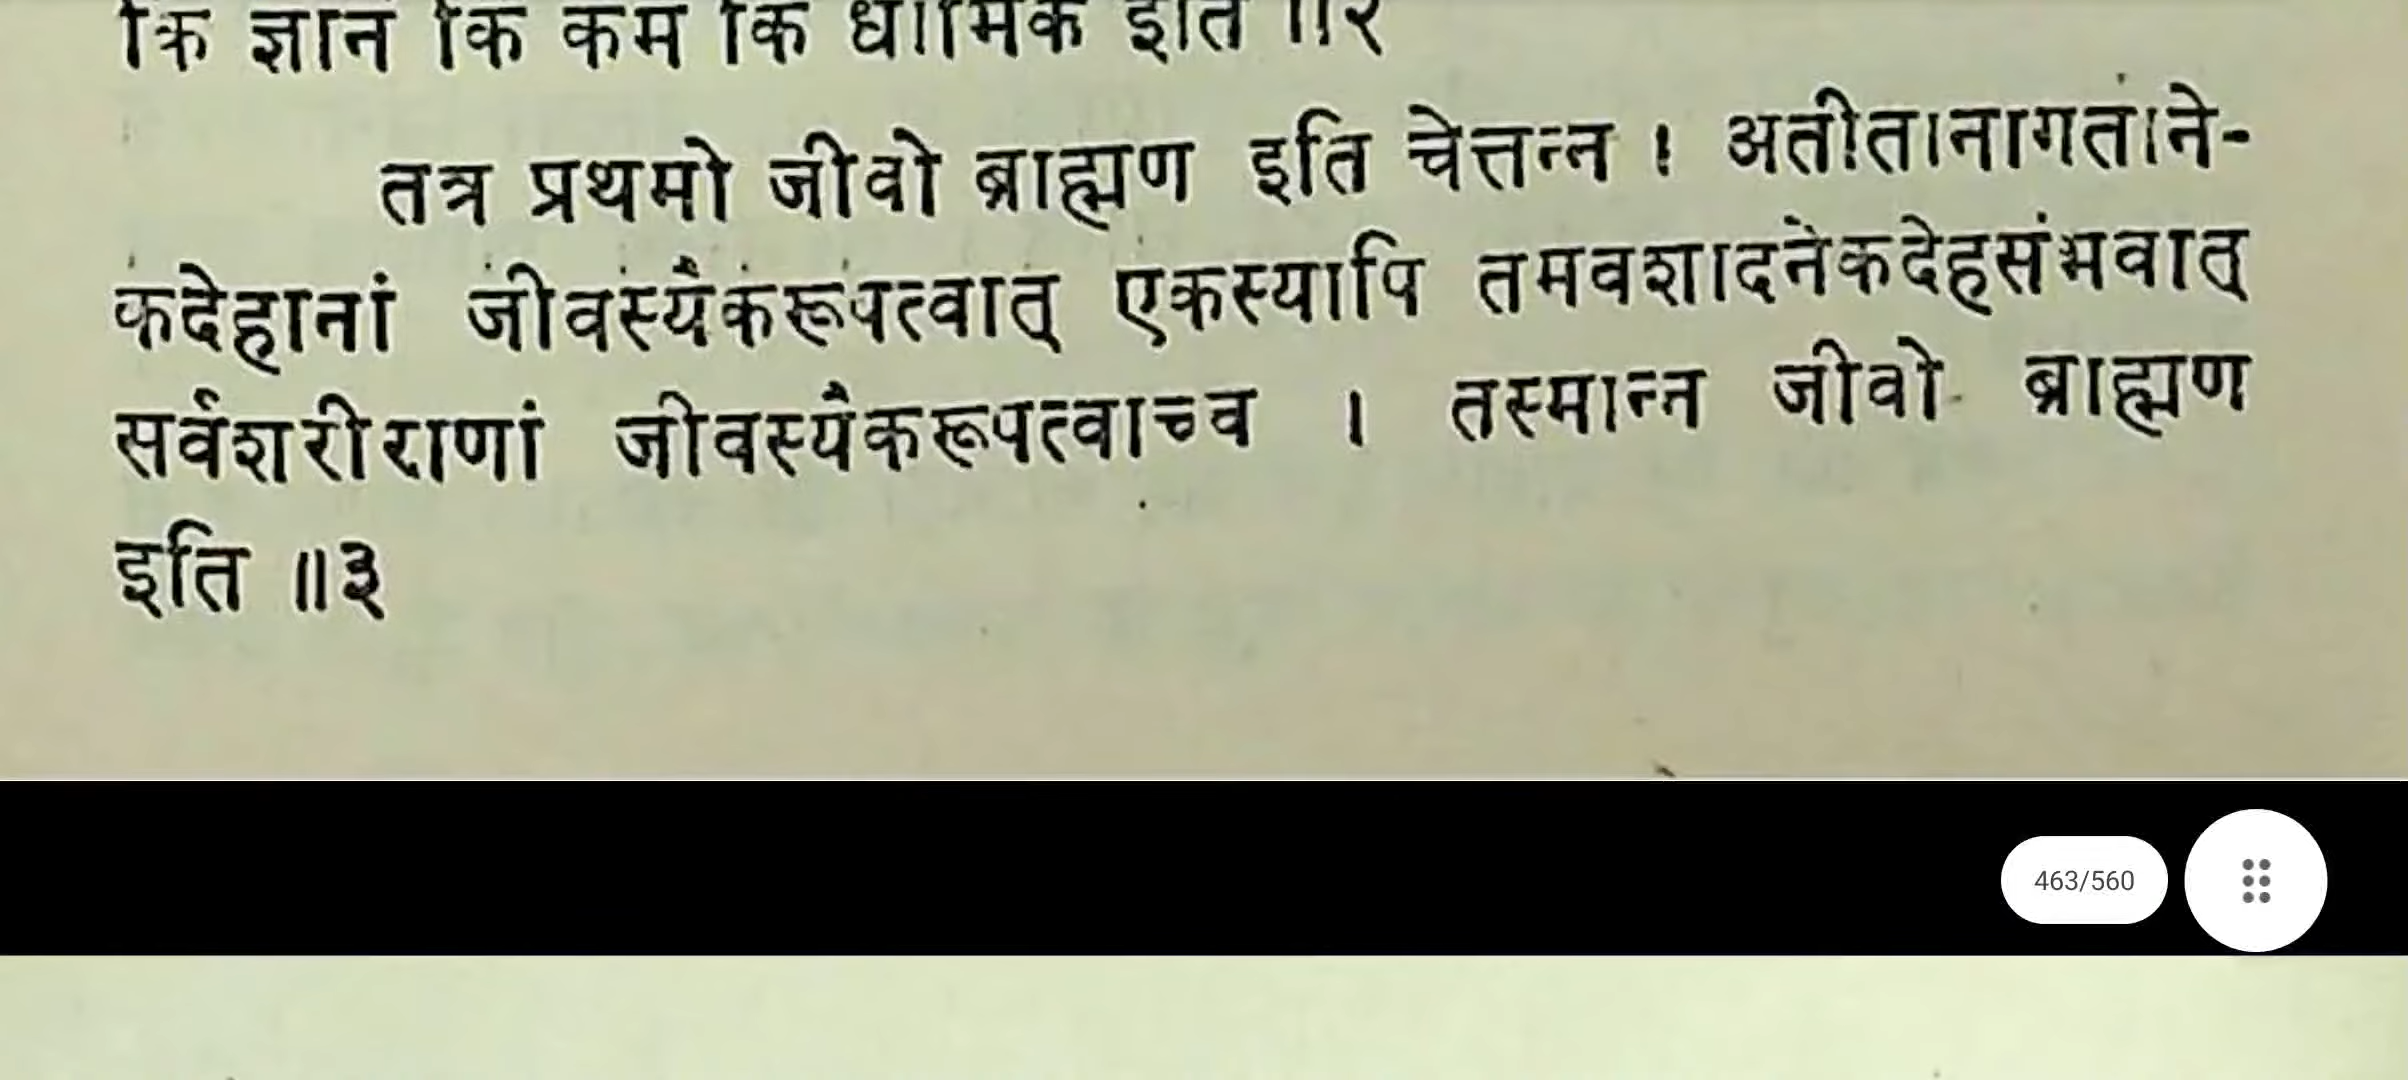 कि ज्ञानं कि कर्म कि धार्मिक इति ॥२
तत्र प्रथमो जीवो ब्राह्मण इति चेत्तन्न । अतीतानागताने-
कदेहानां जीवस्यैकरूपत्वात् एकस्यापि तमवशादनेकदेहसंभवात्
सर्वशरीराणां जीवस्यैकरूपत्वाच्च । तस्मान्न जीवो ब्राह्मण
इति ॥३
463/560